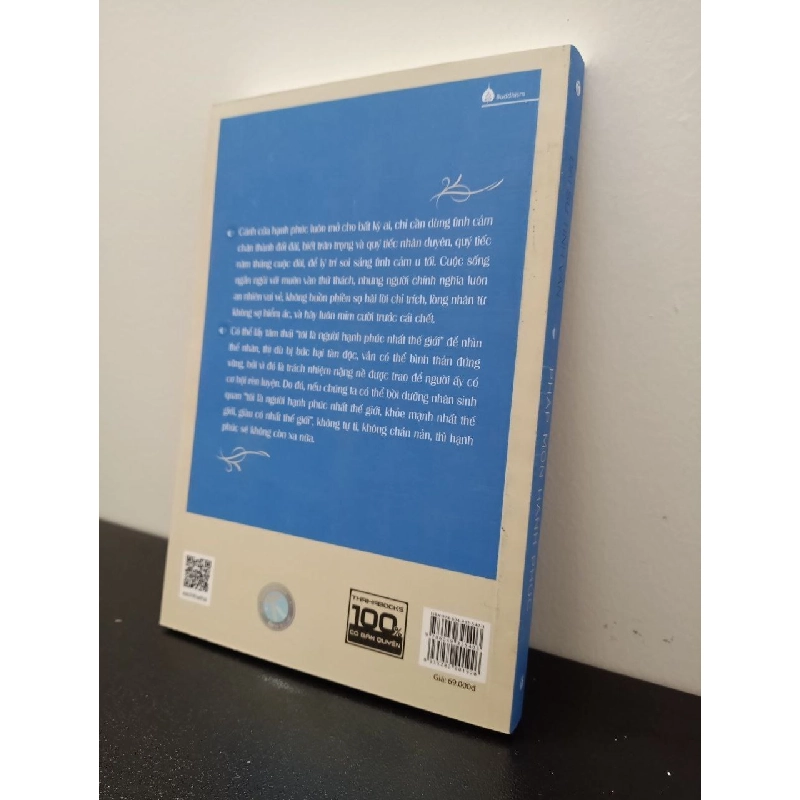 Buddhism
Cánh cửa hạnh phúc luôn mở cho bất kỳ ai, chỉ cần dùng tình cảm
chân thành đối đãi, biết trân trọng và quý tiếc nhân duyên, quý tiếc
năm tháng cuộc đời, để lý trí soi sáng tình cảm u tối. Cuộc sống
ngắn ngủi với muôn vàn thử thách, nhưng người chính nghĩa luôn
an nhiên vui vẻ, không buồn phiền sợ hãi lời chỉ trích, lòng nhân từ
không sợ hiểm ác, và hãy luôn mỉm cười trước cái chết.
Có thể lấy tâm thái "tôi là người hạnh phúc nhất thế giới" để nhìn
thế nhân, thì dù bị bức hại tàn độc, vẫn có thể bình thản đứng
vững, bởi vì đó là trách nhiệm nặng nề được trao để người ấy có
cơ hội rèn luyện. Do đó, nếu chúng ta có thể bồi dưỡng nhân sinh
quan "tôi là người hạnh phúc nhất thế giới, khỏe mạnh nhất thế
giới, giàu có nhất thế giới", không tự ti, không chán nản, thì hạnh
phúc sẽ không còn xa nữa.
THAIHABOOKS
100%
CÓ BẢN QUYỀN
Giá: 69.000đ
PHÁP MÔN HẠNH PHÚC